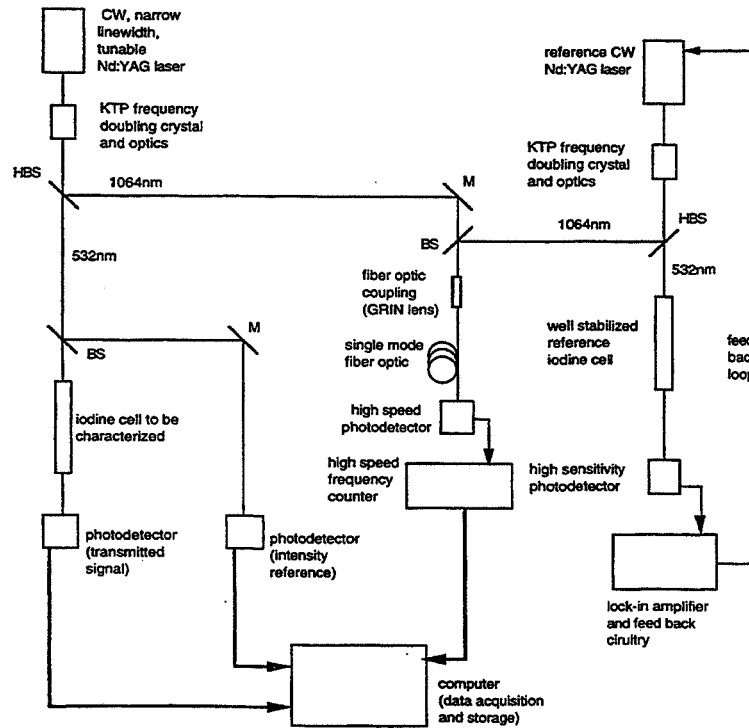 CW, narrow
linewidth,
tunable
Nd:YAG laser
reference CW
Nd:YAG laser
KTP frequency
doubling crystal
and optics
KTP frequency
doubling crystal
and optics
HBS
1064nm
M
BS
1064nm
HBS
532nm
532nm
fiber optic
coupling
(GRIN lens)
single mode
fiber optic
well stabilized
reference
iodine cell
feed
back
loop
BS
M
iodine cell to be
characterized
high speed
photodetector
high speed
frequency
counter
high sensitivity
photodetector
photodetector
(transmitted
signal)
photodetector
(intensity
reference)
lock-in amplifier
and feed back
ciruitry
computer
(data acquisition
and storage)